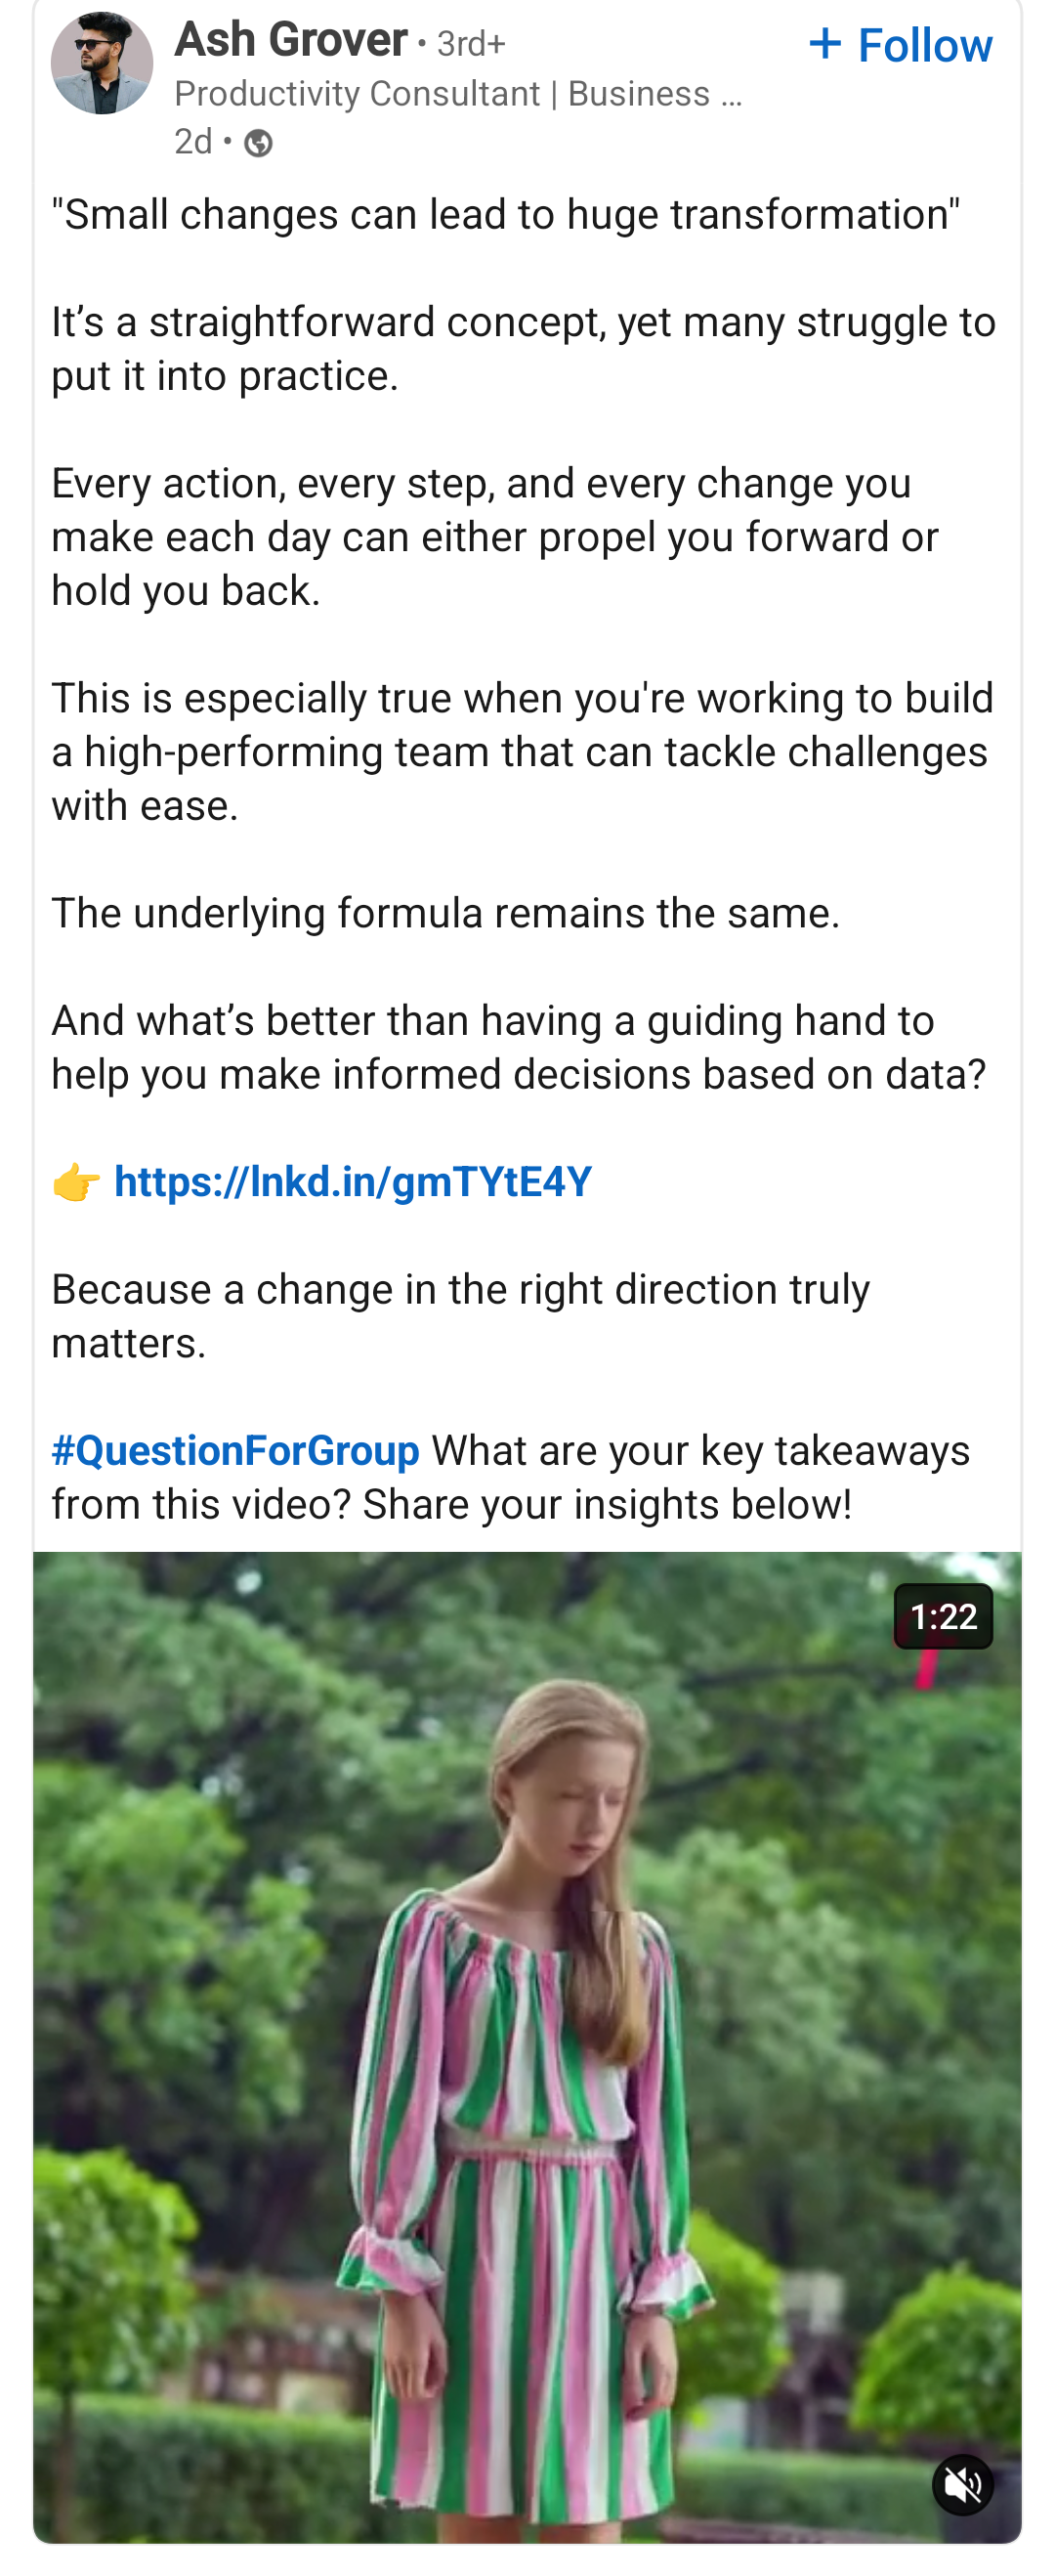 Ash Grover • 3rd+
+ Follow
Productivity Consultant | Business ...
2d •
"Small changes can lead to huge transformation"
It’s a straightforward concept, yet many struggle to
put it into practice.
Every action, every step, and every change you
make each day can either propel you forward or
hold you back.
This is especially true when you're working to build
a high-performing team that can tackle challenges
with ease.
The underlying formula remains the same.
And what’s better than having a guiding hand to
help you make informed decisions based on data?
👉 https://lnkd.in/gmTYtE4Y
Because a change in the right direction truly
matters.
#QuestionForGroup What are your key takeaways
from this video? Share your insights below!
1:22